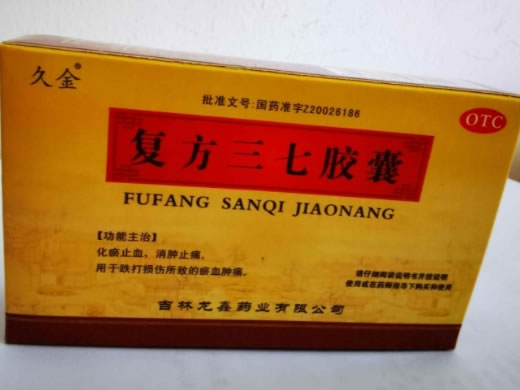 久金®
批准文号:国药准字Z20026186
OTC
复方三七胶囊
FUFANG SANQI JIAONANG
【功能主治】
化瘀止血,消肿止痛。
用于跌打损伤所致的瘀血肿痛。
请仔细阅读说明书并按说明
使用或在药师指导下购买和使用
吉林龙鑫药业有限公司